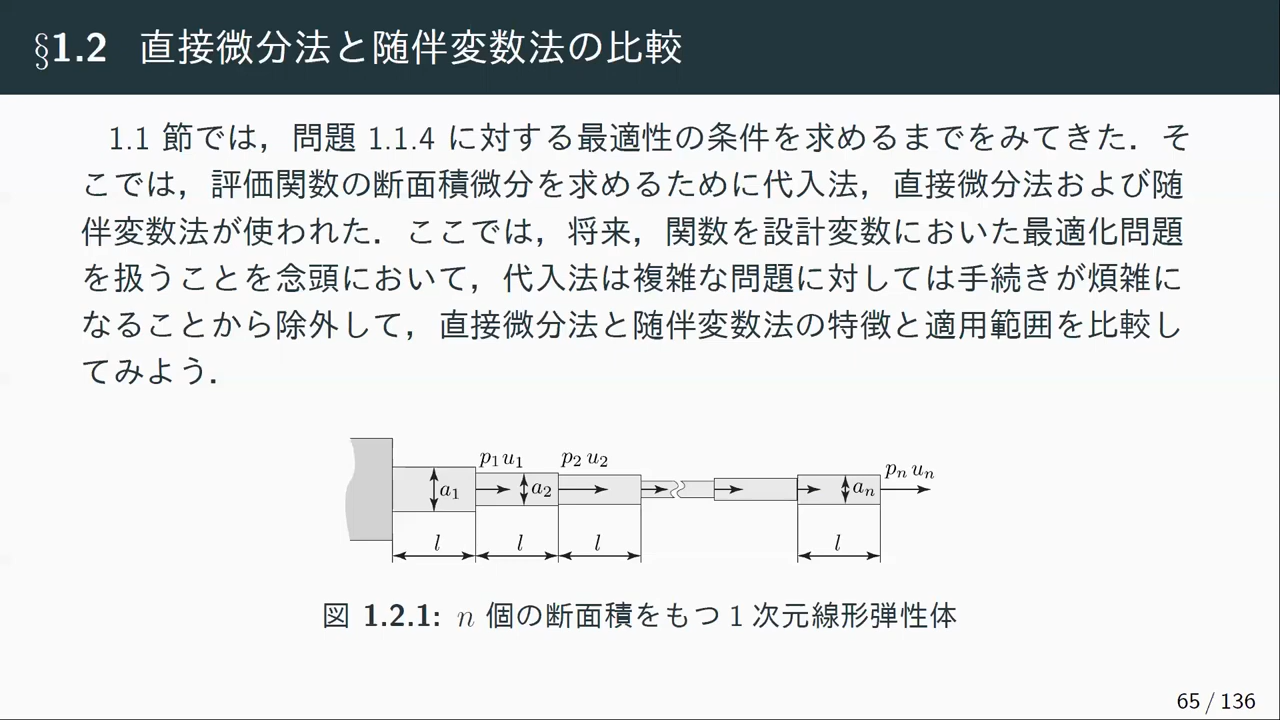 §1.2 直接微分法と随伴変数法の比較
1.1 節では，問題 1.1.4 に対する最適性の条件を求めるまでをみてきた．そ
こでは，評価関数の断面積微分を求めるために代入法，直接微分法および随
伴変数法が使われた．ここでは，将来，関数を設計変数においた最適化問題
を扱うことを念頭において，代入法は複雑な問題に対しては手続きが煩雑に
なることから除外して，直接微分法と随伴変数法の特徴と適用範囲を比較し
てみよう．
p1 u1 p2 u2 pn un
a1 a2 an
l l l l
図 1.2.1: n 個の断面積をもつ 1 次元線形弾性体
65 / 136